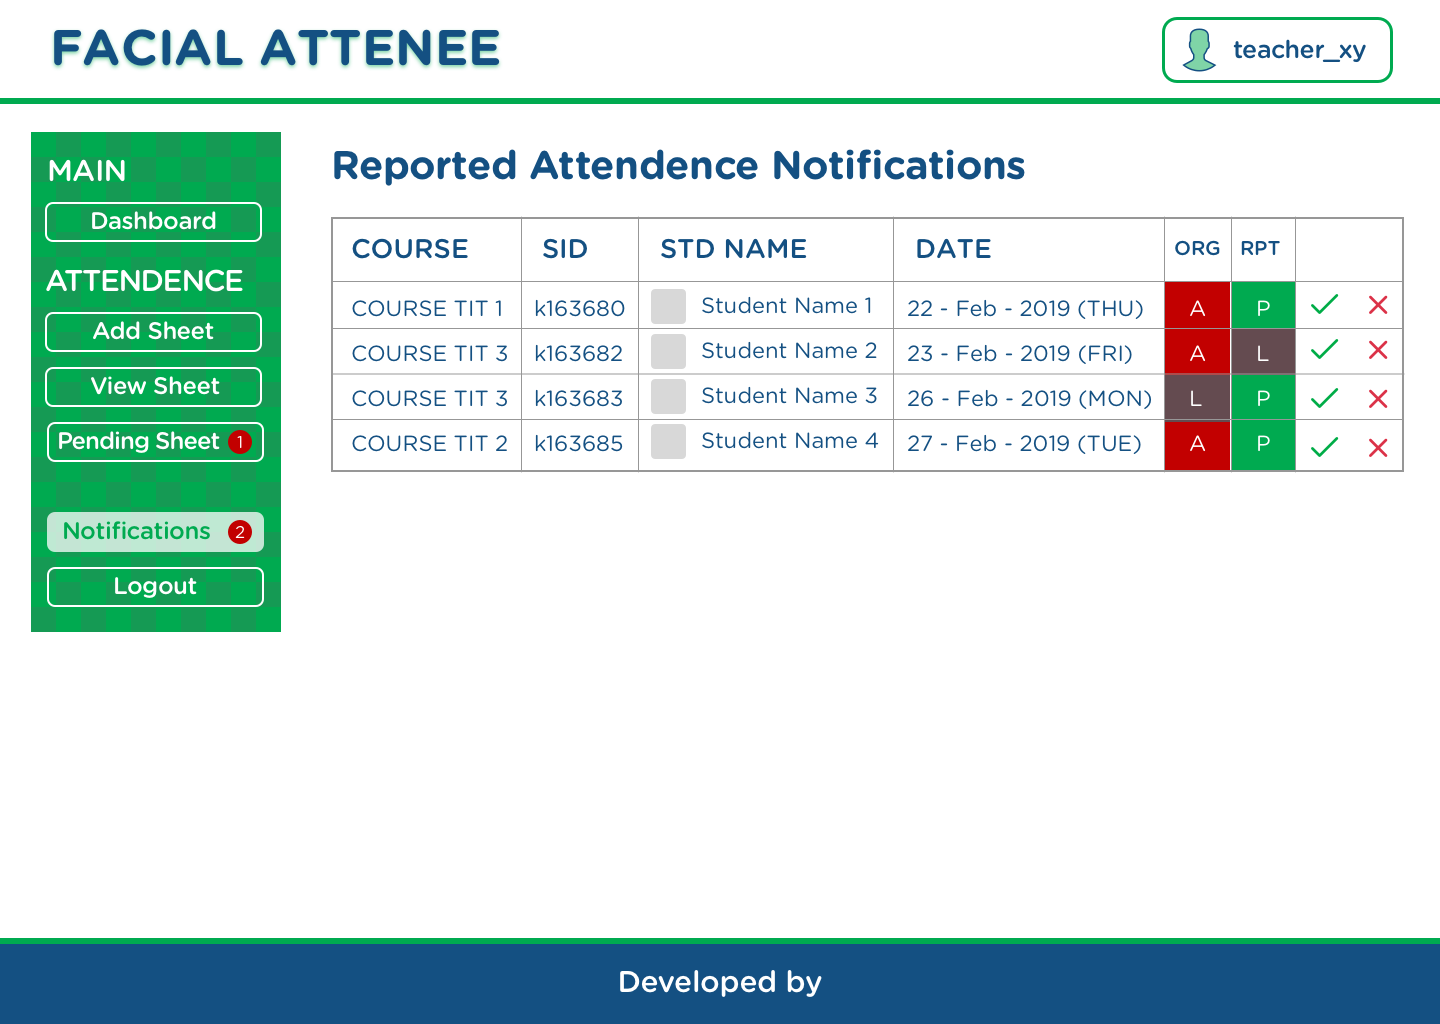 FACIAL ATTENEE
teacher_xy
MAIN
Dashboard
ATTENDENCE
Add Sheet
View Sheet
Pending Sheet 1
Notifications 2
Logout
Reported Attendence Notifications
COURSE SID STD NAME DATE ORG RPT
COURSE TIT 1 k163680 Student Name 1 22 - Feb - 2019 (THU) A P
COURSE TIT 3 k163682 Student Name 2 23 - Feb - 2019 (FRI) A L
COURSE TIT 3 k163683 Student Name 3 26 - Feb - 2019 (MON) L P
COURSE TIT 2 k163685 Student Name 4 27 - Feb - 2019 (TUE) A P
Developed by